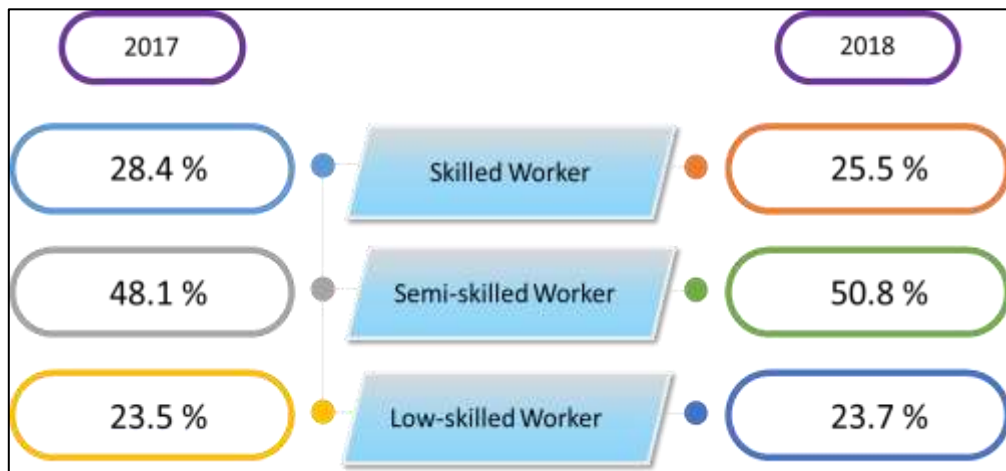 2017
2018
28.4 %
Skilled Worker
25.5 %
48.1 %
Semi-skilled Worker
50.8 %
23.5 %
Low-skilled Worker
23.7 %